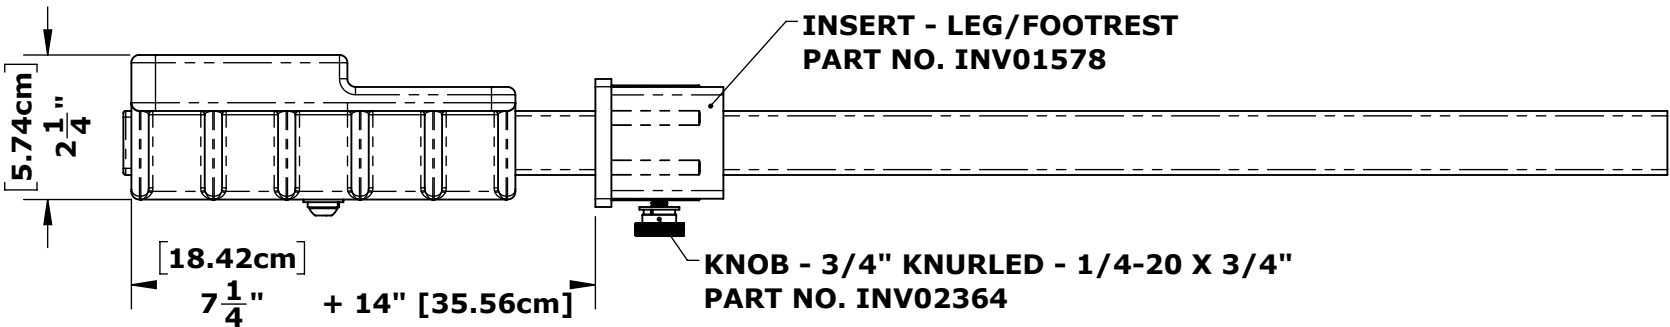 INSERT - LEG/FOOTREST
PART NO. INV01578
[5.74cm]
2 1/4"
[18.42cm]
7 1/4" + 14" [35.56cm]
KNOB - 3/4" KNURLED - 1/4-20 X 3/4"
PART NO. INV02364